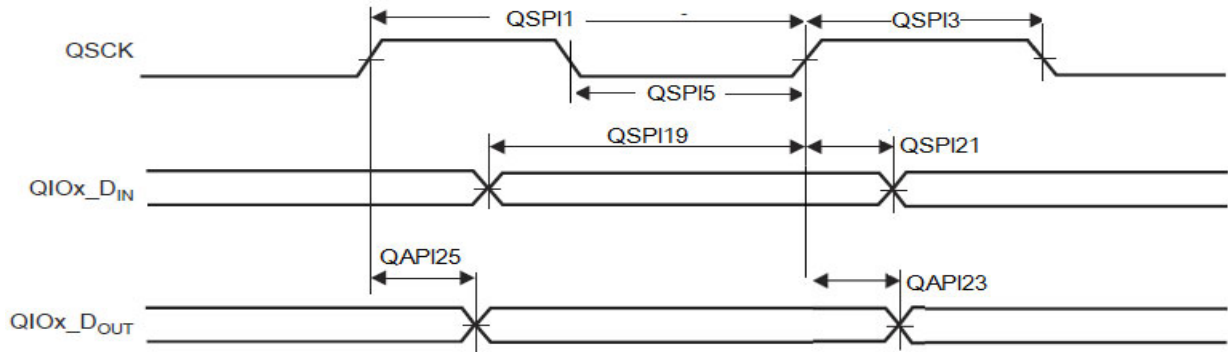 QSPI1
QSPI3
QSCK
QSPI5
QSPI19
QSPI21
QIOx_DIN
QAPI25
QAPI23
QIOx_DOUT